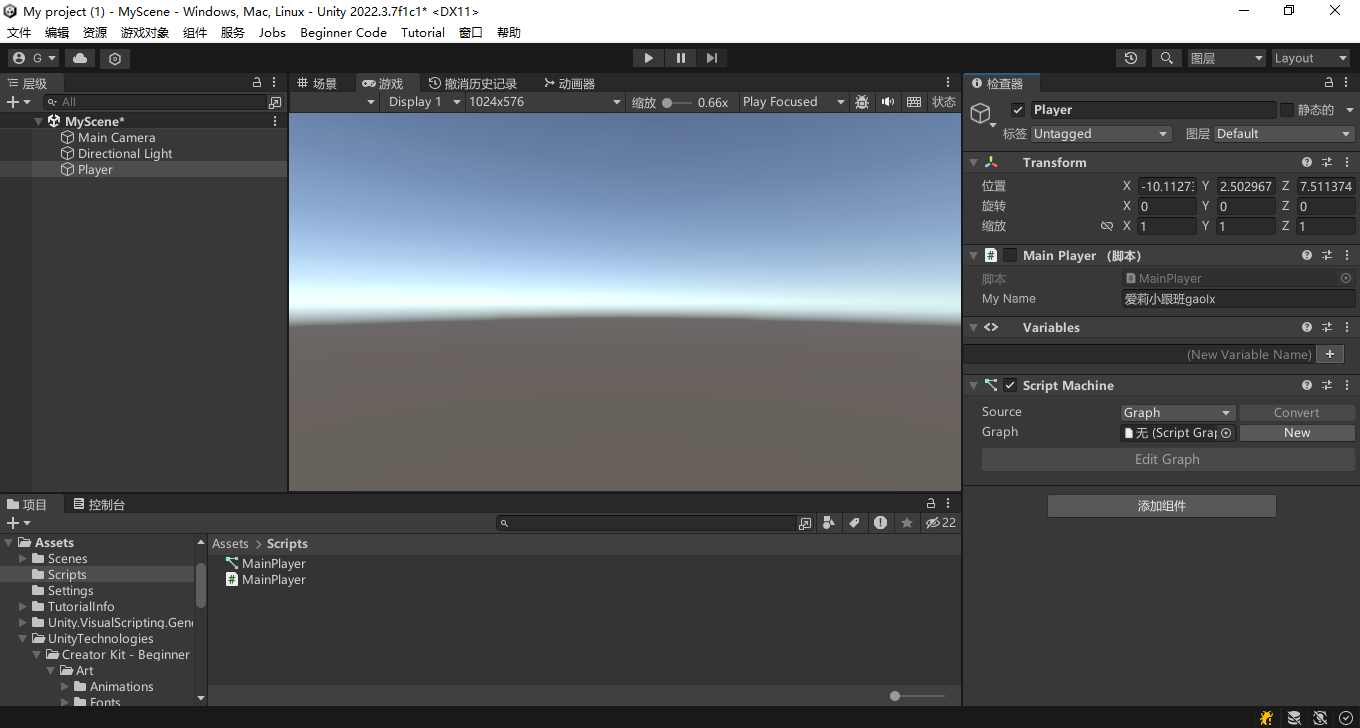 My project (1) - MyScene - Windows, Mac, Linux - Unity 2022.3.7f1c1* <DX11>
文件 编辑 资源 游戏对象 组件 服务 Jobs Beginner Code Tutorial 窗口 帮助
G 图层 Layout
层级 场景 游戏 撤消历史记录 动画器 检查器
All Display 1 1024x576 缩放 0.66x Play Focused 状态
MyScene*
Main Camera
Directional Light
Player
Player 静态的
标签 Untagged 图层 Default
Transform
位置 X -10.1127 Y 2.502967 Z 7.511374
旋转 X 0 Y 0 Z 0
缩放 X 1 Y 1 Z 1
# Main Player (脚本)
脚本 MainPlayer
My Name 爱莉小跟班gaolx
Variables
(New Variable Name) +
Script Machine
Source Graph Convert
Graph 无 (Script Grap New
Edit Graph
添加组件
项目 控制台
22
Assets
Scenes
Scripts
Settings
TutorialInfo
Unity.VisualScripting.Gene
UnityTechnologies
Creator Kit - Beginner
Art
Animations
Fonts
Assets > Scripts
MainPlayer
# MainPlayer